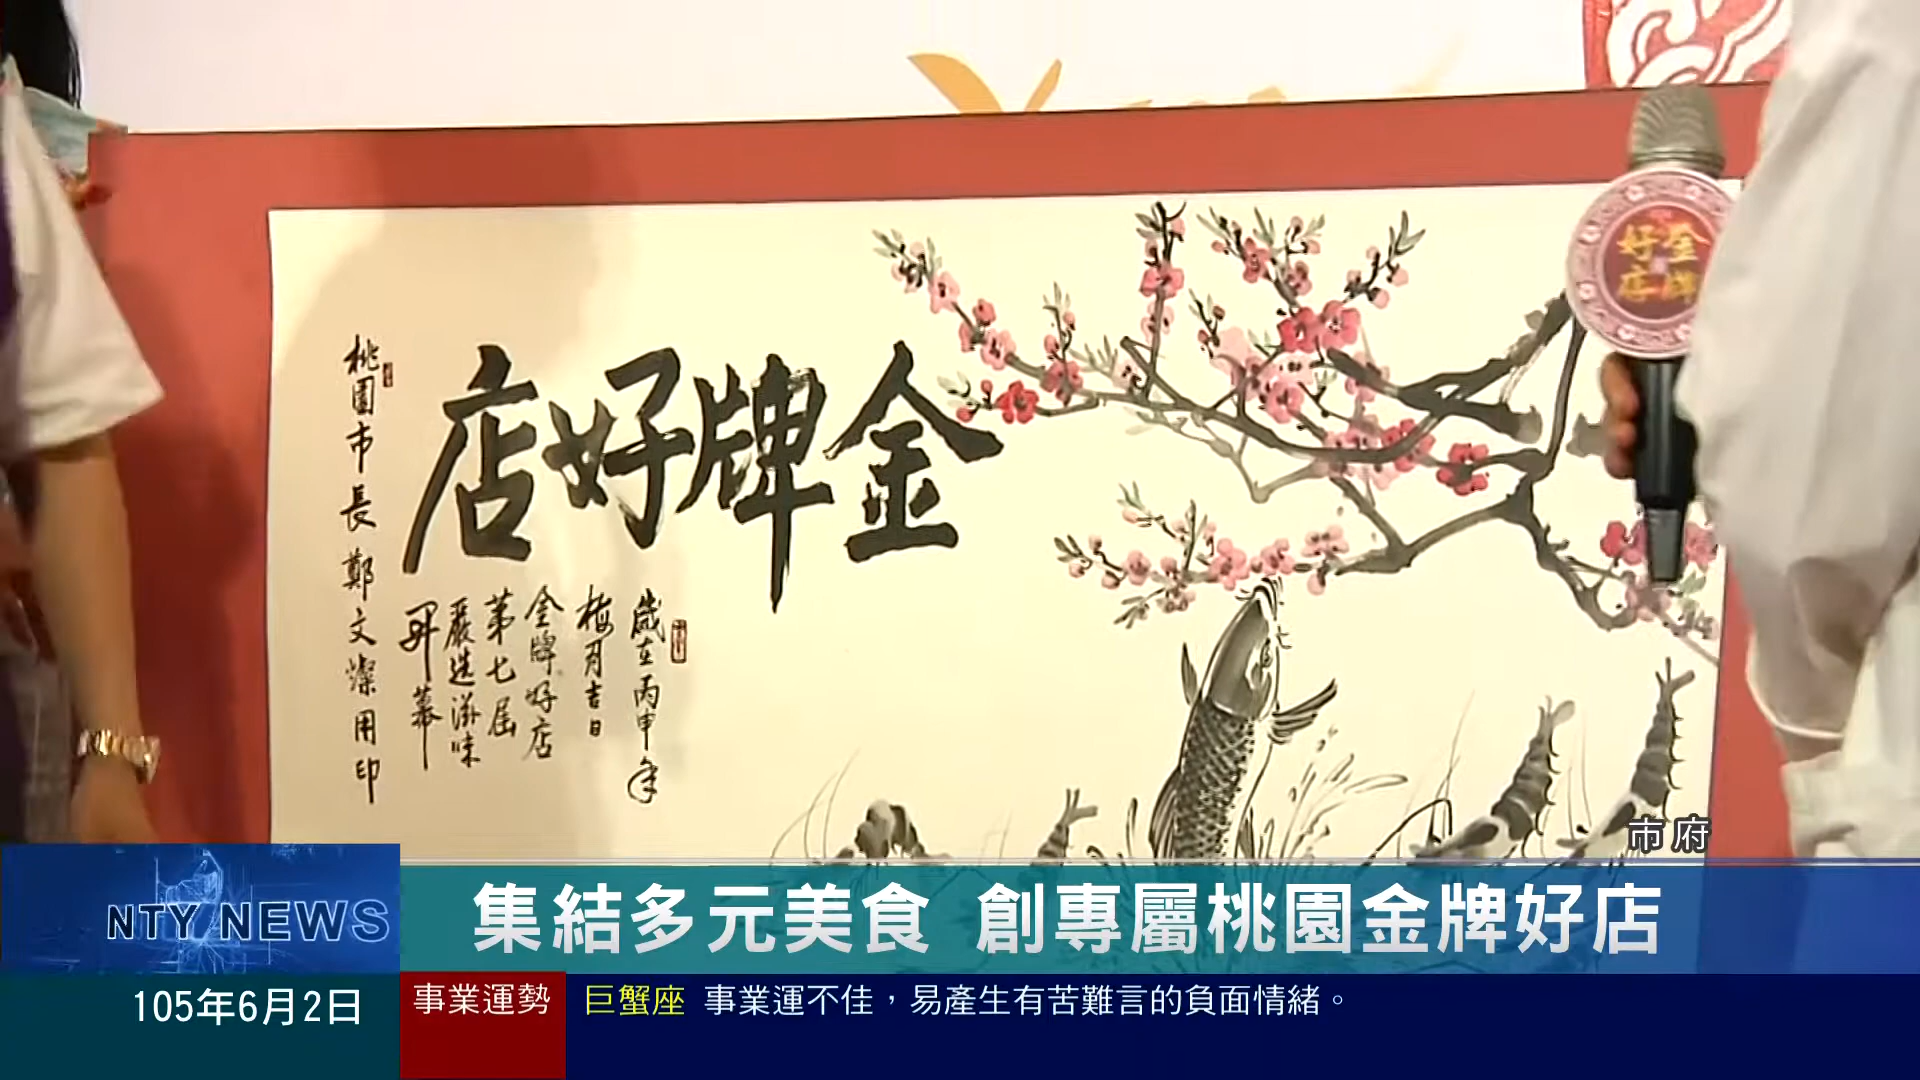 金牌好店
金牌好店
歲在丙申年
梅月吉日
金牌好店
第七屆
嚴選滋味
開幕
桃園市長鄭文燦用印
市府
NTY NEWS
集結多元美食 創專屬桃園金牌好店
105年6月2日
事業運勢
巨蟹座 事業運不佳，易產生有苦難言的負面情緒。